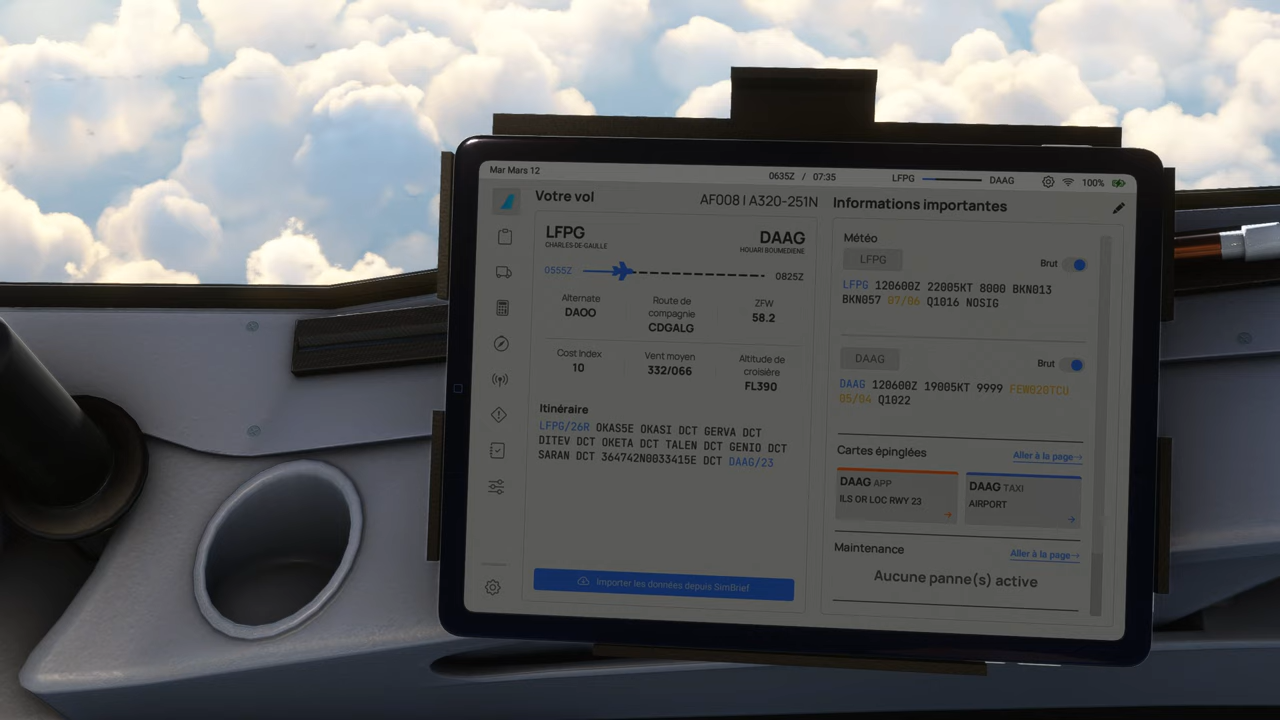 Mar Mars 12
0635Z / 07:35
LFPG DAAG
100%
Votre vol
AF008 | A320-251N
LFPG
CHARLES-DE-GAULLE
DAAG
HOUARI BOUMEDIENE
0555Z
0825Z
Alternate
DAOO
Route de
compagnie
CDGALG
ZFW
58.2
Cost Index
10
Vent moyen
332/066
Altitude de
croisière
FL390
Itinéraire
LFPG/26R OKAS5E OKASI DCT GERVA DCT
DITEV DCT OKETA DCT TALEN DCT GENIO DCT
SARAN DCT 364742N0033415E DCT DAAG/23
Importer les données depuis SimBrief
Informations importantes
Météo
LFPG
Brut
LFPG 120600Z 22005KT 8000 BKN013
BKN057 07/06 Q1016 NOSIG
DAAG
Brut
DAAG 120600Z 19005KT 9999 FEW020TCU
05/04 Q1022
Cartes épinglées
Aller à la page→
DAAG APP
ILS OR LOC RWY 23
→
DAAG TAXI
AIRPORT
→
Maintenance
Aller à la page→
Aucune panne(s) active